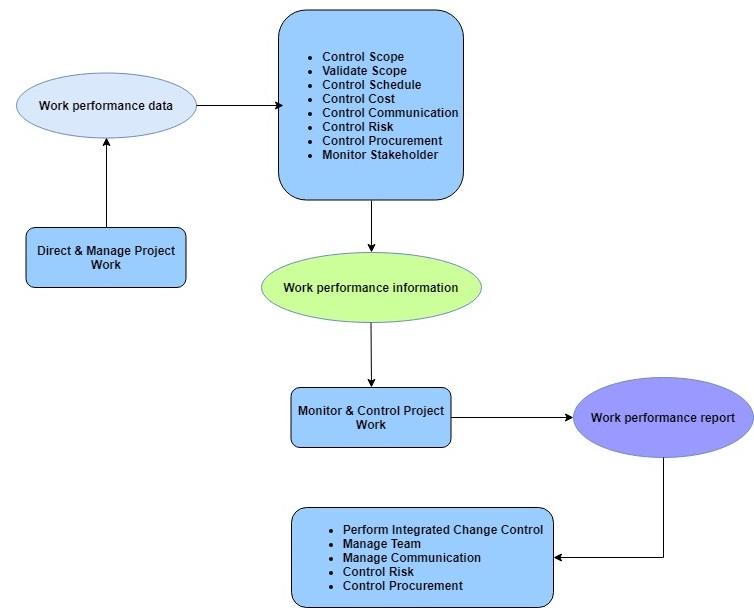 Control Scope
Validate Scope
Control Schedule
Control Cost
Control Communication
Control Risk
Control Procurement
Monitor Stakeholder
Work performance data
Direct & Manage Project
Work
Work performance information
Monitor & Control Project
Work
Work performance report
Perform Integrated Change Control
Manage Team
Manage Communication
Control Risk
Control Procurement